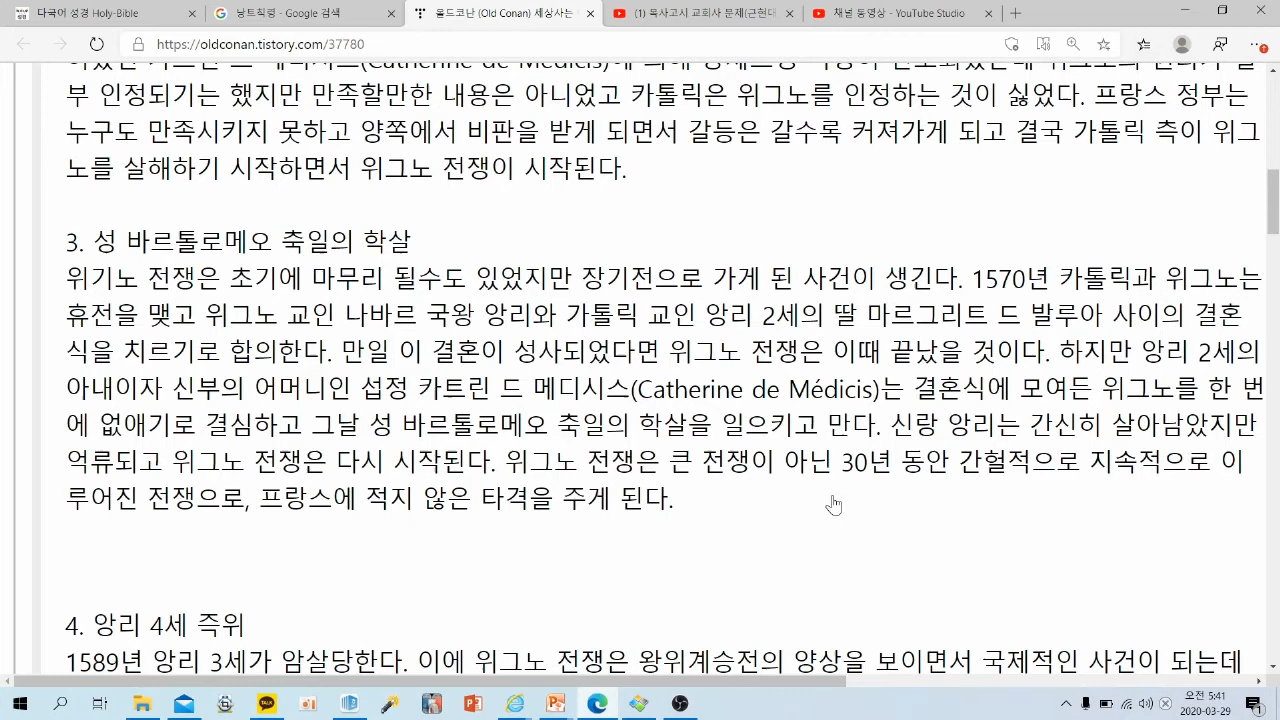 다국어 성경 Holy-Bible
낭트칙령 - Google 검색
올드코난 (Old Conan) 세상사는
(1) 목사고시 교회사 문제(근현대
채널 동영상 - YouTube Studio
https://oldconan.tistory.com/37780
(Catherine de Médicis)에 의해
부 인정되기는 했지만 만족할만한 내용은 아니었고 카톨릭은 위그노를 인정하는 것이 싫었다. 프랑스 정부는
누구도 만족시키지 못하고 양쪽에서 비판을 받게 되면서 갈등은 갈수록 커져가게 되고 결국 가톨릭 측이 위그
노를 살해하기 시작하면서 위그노 전쟁이 시작된다.
3. 성 바르톨로메오 축일의 학살
위기노 전쟁은 초기에 마무리 될수도 있었지만 장기전으로 가게 된 사건이 생긴다. 1570년 카톨릭과 위그노는
휴전을 맺고 위그노 교인 나바르 국왕 앙리와 가톨릭 교인 앙리 2세의 딸 마르그리트 드 발루아 사이의 결혼
식을 치르기로 합의한다. 만일 이 결혼이 성사되었다면 위그노 전쟁은 이때 끝났을 것이다. 하지만 앙리 2세의
아내이자 신부의 어머니인 섭정 카트린 드 메디시스(Catherine de Médicis)는 결혼식에 모여든 위그노를 한 번
에 없애기로 결심하고 그날 성 바르톨로메오 축일의 학살을 일으키고 만다. 신랑 앙리는 간신히 살아남았지만
억류되고 위그노 전쟁은 다시 시작된다. 위그노 전쟁은 큰 전쟁이 아닌 30년 동안 간헐적으로 지속적으로 이
루어진 전쟁으로, 프랑스에 적지 않은 타격을 주게 된다.
4. 앙리 4세 즉위
1589년 앙리 3세가 암살당한다. 이에 위그노 전쟁은 왕위계승전의 양상을 보이면서 국제적인 사건이 되는데
오전 5:41
2020-03-29